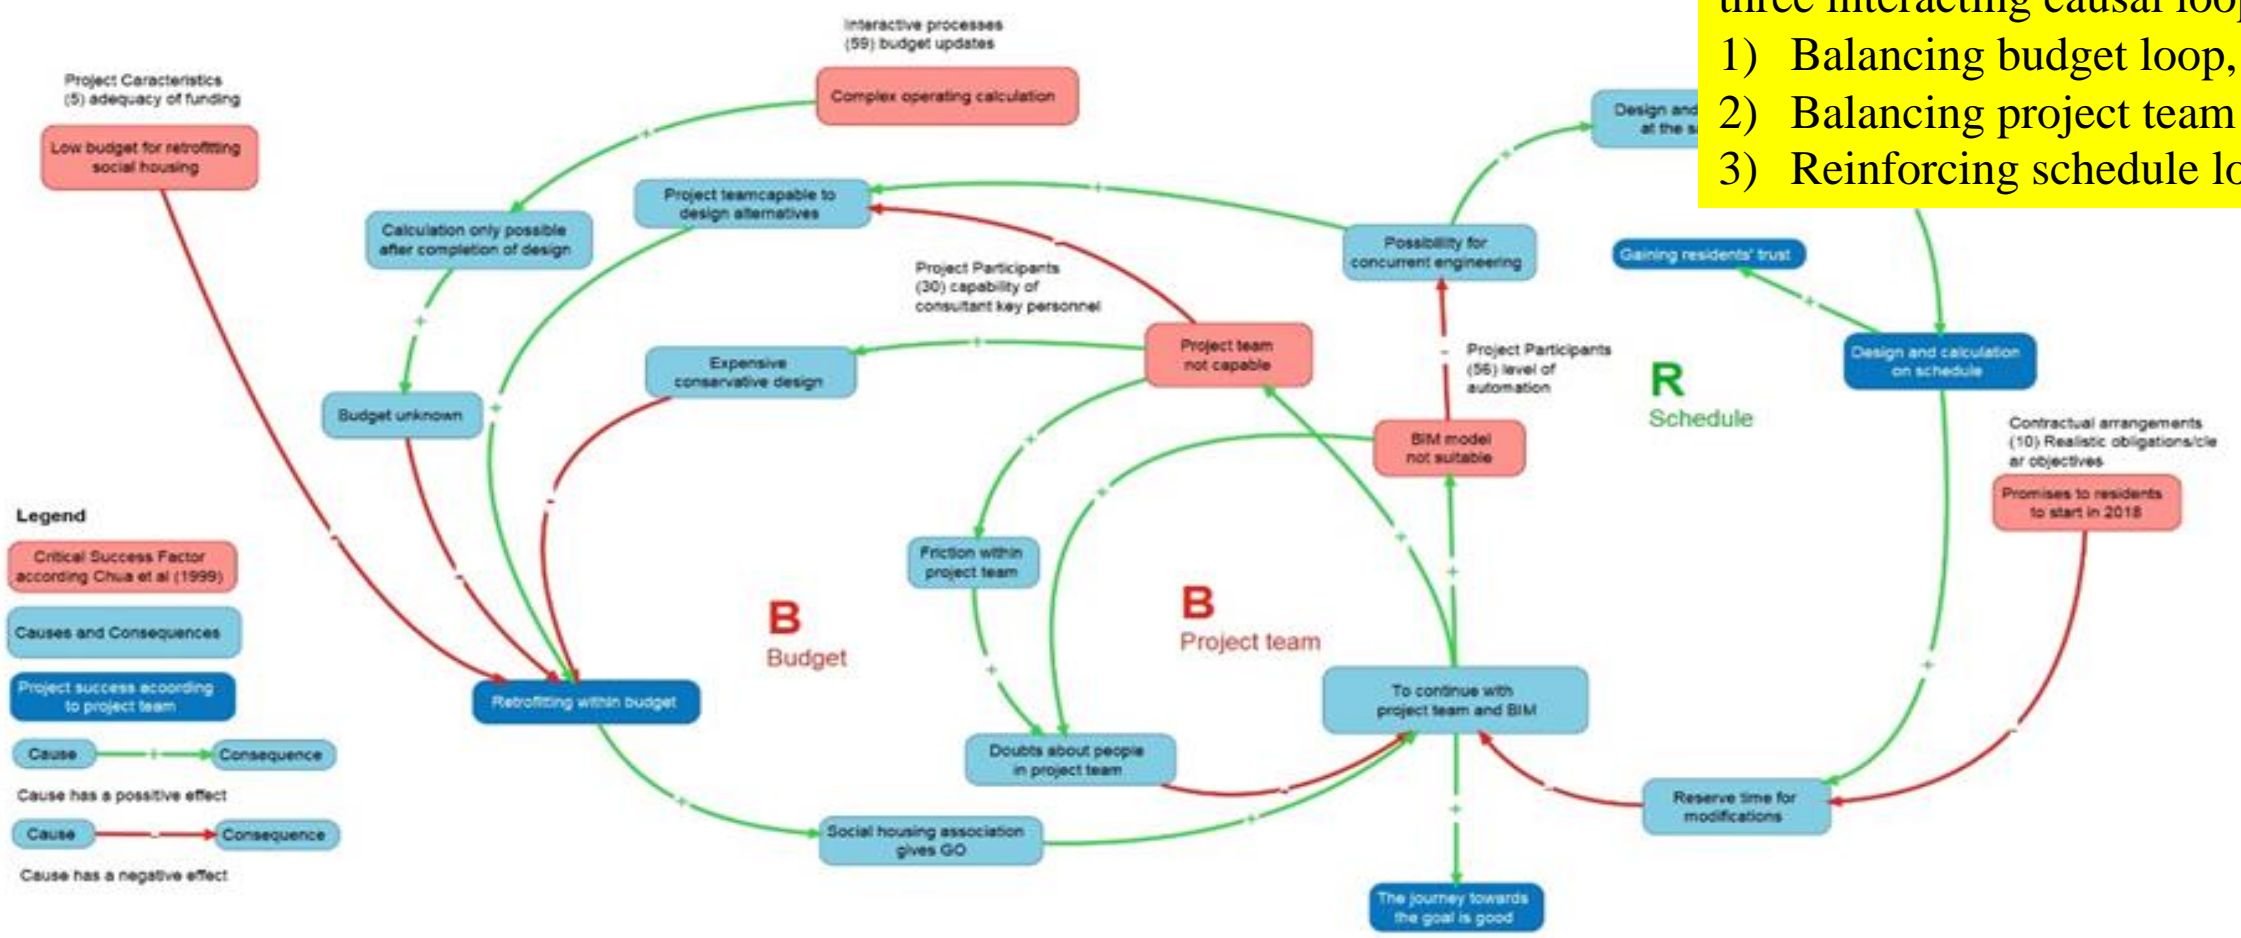 three interacting causal loop
1) Balancing budget loop,
2) Balancing project team
3) Reinforcing schedule lo
Interactive processes
(59) budget updates
Complex operating calculation
Project Caracteristics
(5) adequacy of funding
Low budget for retrofitting
social housing
Design and
at the
Project teamcapable to
design alternatives
Calculation only possible
after completion of design
Possibility for
concurrent engineering
Gaining residents' trust
Project Participants
(30) capability of
consultant key personnel
Project team
not capable
Expensive
conservative design
Project Participants
(56) level of
automation
R
Schedule
Design and calculation
on schedule
Budget unknown
BIM model
not suitable
Contractual arrangements
(10) Realistic obligations/cle
ar objectives
Promises to residents
to start in 2018
Legend
Critical Success Factor
according Chua et al (1999)
Causes and Consequences
Project success acoording
to project team
Cause + Consequence
Cause has a possitive effect
Cause - Consequence
Cause has a negative effect
Friction within
project team
B
Budget
B
Project team
Retrofitting within budget
To continue with
project team and BIM
Doubts about people
in project team
Reserve time for
modifications
Social housing association
gives GO
The journey towards
the goal is good